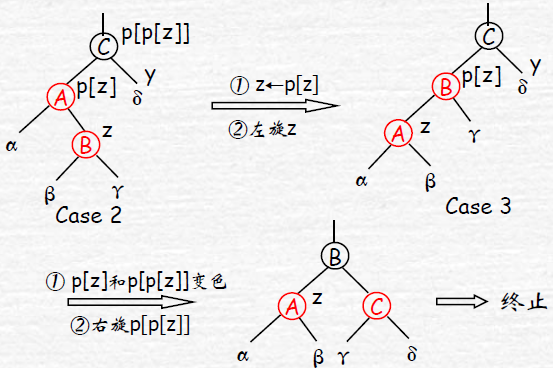 C p[p[z]]
C
A p[z]
y
δ
① z←p[z]
B p[z]
y
δ
α
B z
②左旋z
A z
γ
β
γ
α
β
Case 2
Case 3
① p[z]和p[p[z]]变色
B
②右旋p[p[z]]
A z
C
终止
α
β
γ
δ